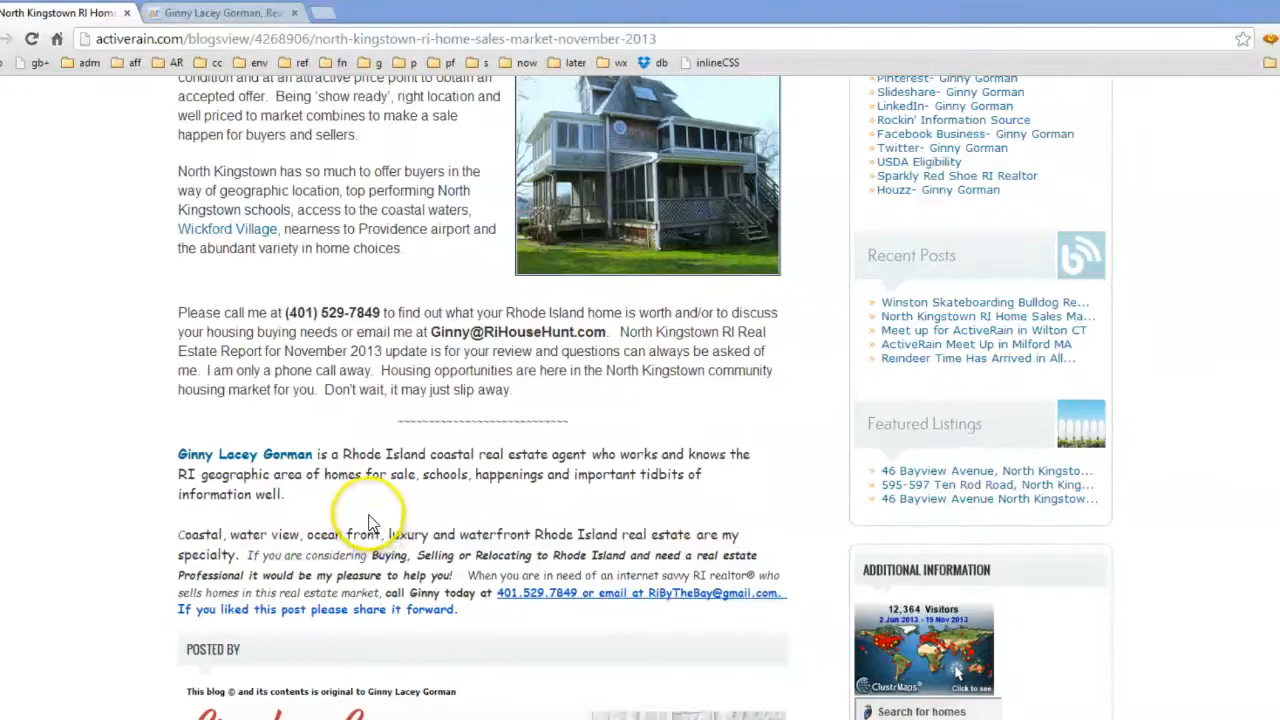 North Kingstown RI Hom
Ginny Lacey Gorman, Re
activerain.com/blogsview/4268906/north-kingstown-ri-home-sales-market-november-2013
gb+ adm aff AR cc env ref fn g p pf s now later wx db inlineCSS
condition and at an attractive price point to obtain an
accepted offer. Being 'show ready', right location and
well priced to market combines to make a sale
happen for buyers and sellers.
North Kingstown has so much to offer buyers in the
way of geographic location, top performing North
Kingstown schools, access to the coastal waters,
Wickford Village, nearness to Providence airport and
the abundant variety in home choices.
Please call me at (401) 529-7849 to find out what your Rhode Island home is worth and/or to discuss
your housing buying needs or email me at Ginny@RiHouseHunt.com. North Kingstown RI Real
Estate Report for November 2013 update is for your review and questions can always be asked of
me. I am only a phone call away. Housing opportunities are here in the North Kingstown community
housing market for you. Don't wait, it may just slip away.
~~~~~~~~~~~~~~~~~~~~~~~~~~~~
Ginny Lacey Gorman is a Rhode Island coastal real estate agent who works and knows the
RI geographic area of homes for sale, schools, happenings and important tidbits of
information well.
Coastal, water view, ocean front, luxury and waterfront Rhode Island real estate are my
specialty. If you are considering Buying, Selling or Relocating to Rhode Island and need a real estate
Professional it would be my pleasure to help you! When you are in need of an internet savvy RI realtor® who
sells homes in this real estate market, call Ginny today at 401.529.7849 or email at RiByTheBay@gmail.com.
If you liked this post please share it forward.
POSTED BY
This blog © and its contents is original to Ginny Lacey Gorman
Pinterest- Ginny Gorman
Slideshare- Ginny Gorman
LinkedIn- Ginny Gorman
Rockin' Information Source
Facebook Business- Ginny Gorman
Twitter- Ginny Gorman
USDA Eligibility
Sparkly Red Shoe RI Realtor
Houzz- Ginny Gorman
Recent Posts
Winston Skateboarding Bulldog Re...
North Kingstown RI Home Sales Ma...
Meet up for ActiveRain in Wilton CT
ActiveRain Meet Up in Milford MA
Reindeer Time Has Arrived in All...
Featured Listings
46 Bayview Avenue, North Kingsto...
595-597 Ten Rod Road, North King...
46 Bayview Avenue North Kingstow...
ADDITIONAL INFORMATION
12,364 Visitors
2 Jun 2013 - 19 Nov 2013
ClustrMaps® Click to see
Search for homes